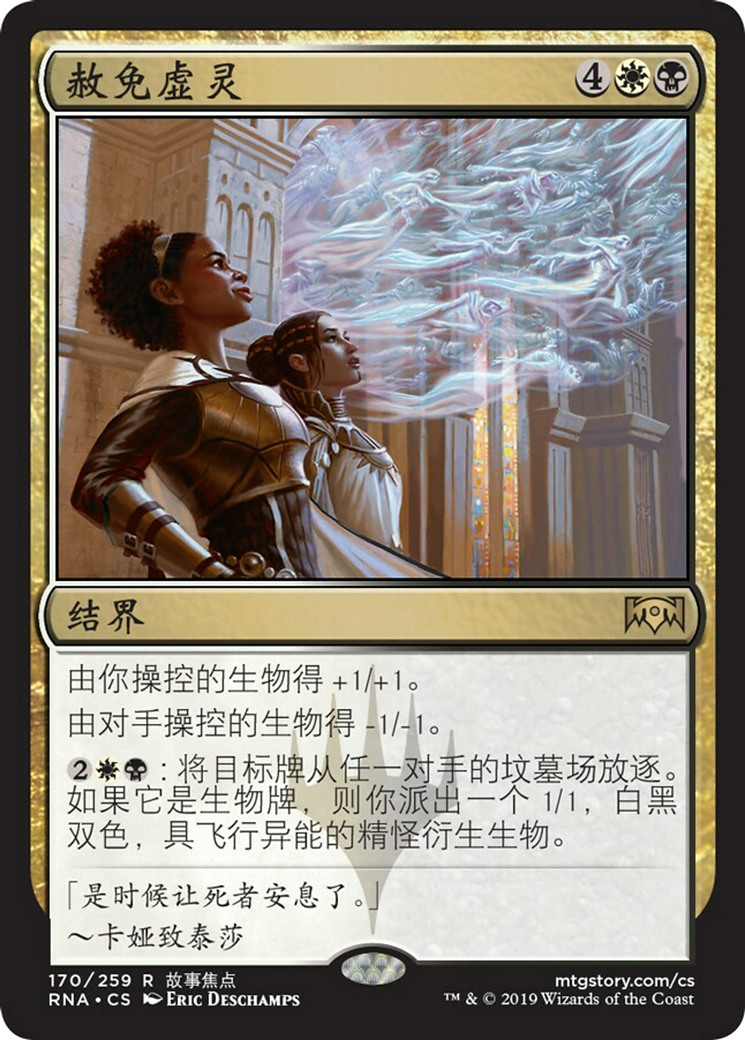 赦免虚灵
4
结界
由你操控的生物得 +1/+1。
由对手操控的生物得 -1/-1。
2 : 将目标牌从任一对手的坟墓场放逐。
如果它是生物牌，则你派出一个 1/1，白黑
双色，具飞行异能的精怪衍生生物。
「是时候让死者安息了。」
～卡娅致泰莎
170/259 R 故事焦点
RNA • CS Eric Deschamps
mtgstory.com/cs
™ & © 2019 Wizards of the Coast